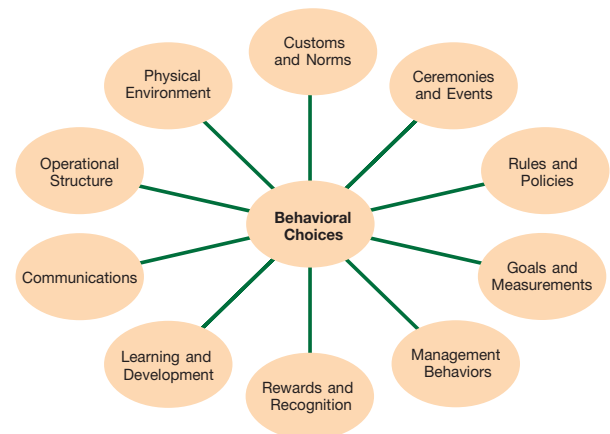 Customs
and Norms
Ceremonies
and Events
Rules and
Policies
Goals and
Measurements
Management
Behaviors
Rewards and
Recognition
Learning and
Development
Communications
Operational
Structure
Physical
Environment
Behavioral
Choices